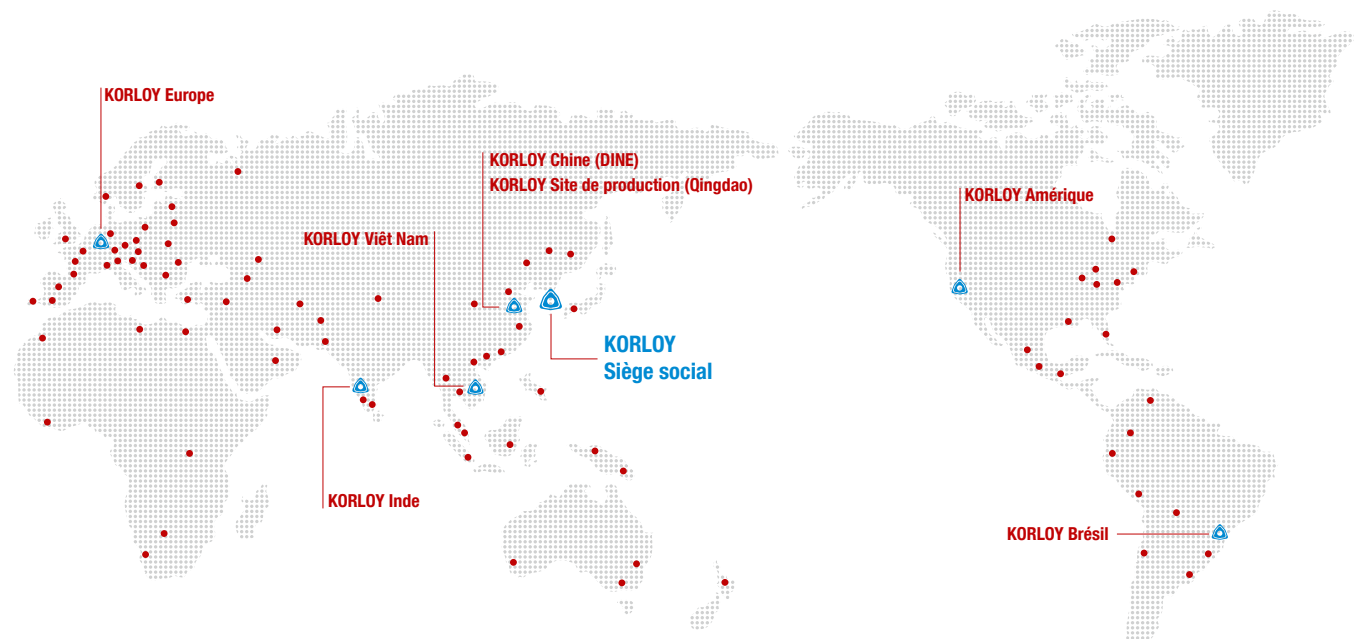 KORLOY Europe
KORLOY Chine (DINE)
KORLOY Site de production (Qingdao)
KORLOY Amérique
KORLOY Viêt Nam
KORLOY
Siège social
KORLOY Inde
KORLOY Brésil